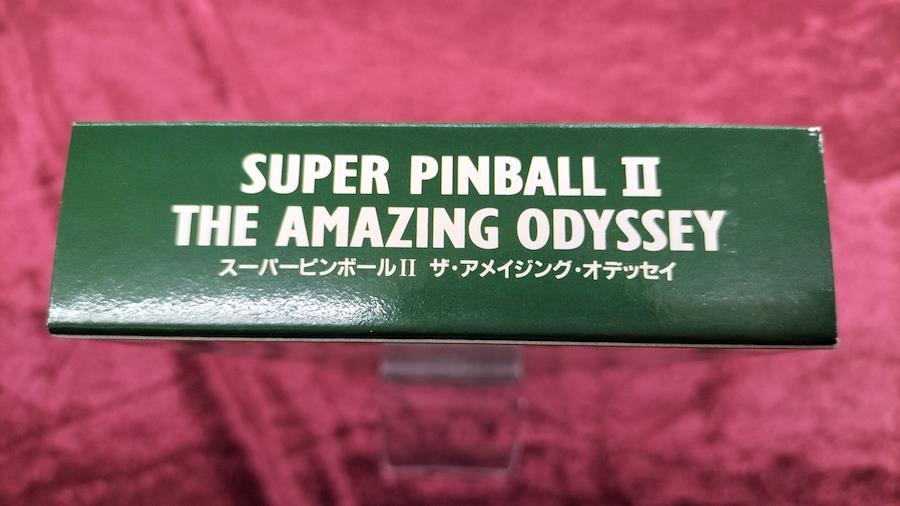 SUPER PINBALL II
THE AMAZING ODYSSEY
スーパーピンボールII ザ・アメイジング・オデッセイ